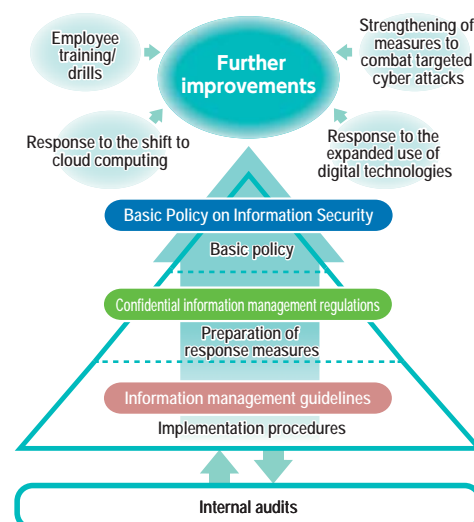 Employee
training/
drills
Further
improvements
Strengthening of
measures to
combat targeted
cyber attacks
Response to the shift to
cloud computing
Response to the
expanded use of
digital technologies
Basic Policy on Information Security
Basic policy
Confidential information management regulations
Preparation of
response measures
Information management guidelines
Implementation procedures
Internal audits